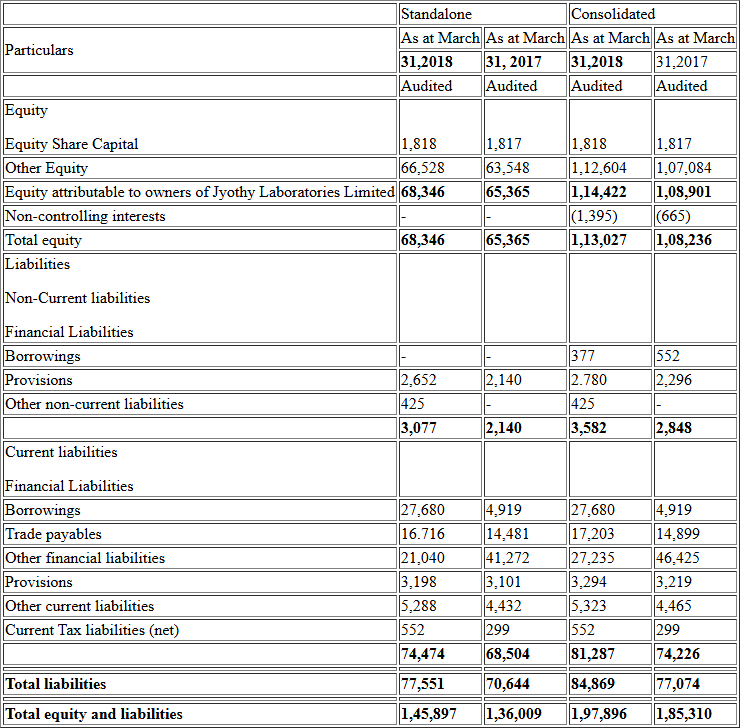 Standalone Consolidated
Particulars As at March As at March As at March As at March
31,2018 31, 2017 31,2018 31,2017
Audited Audited Audited Audited
Equity
Equity Share Capital 1,818 1,817 1,818 1,817
Other Equity 66,528 63,548 1,12,604 1,07,084
Equity attributable to owners of Jyothy Laboratories Limited 68,346 65,365 1,14,422 1,08,901
Non-controlling interests - - (1,395) (665)
Total equity 68,346 65,365 1,13,027 1,08,236
Liabilities
Non-Current liabilities
Financial Liabilities
Borrowings - - 377 552
Provisions 2,652 2,140 2.780 2,296
Other non-current liabilities 425 - 425 -
3,077 2,140 3,582 2,848
Current liabilities
Financial Liabilities
Borrowings 27,680 4,919 27,680 4,919
Trade payables 16.716 14,481 17,203 14,899
Other financial liabilities 21,040 41,272 27,235 46,425
Provisions 3,198 3,101 3,294 3,219
Other current liabilities 5,288 4,432 5,323 4,465
Current Tax liabilities (net) 552 299 552 299
74,474 68,504 81,287 74,226
Total liabilities 77,551 70,644 84,869 77,074
Total equity and liabilities 1,45,897 1,36,009 1,97,896 1,85,310